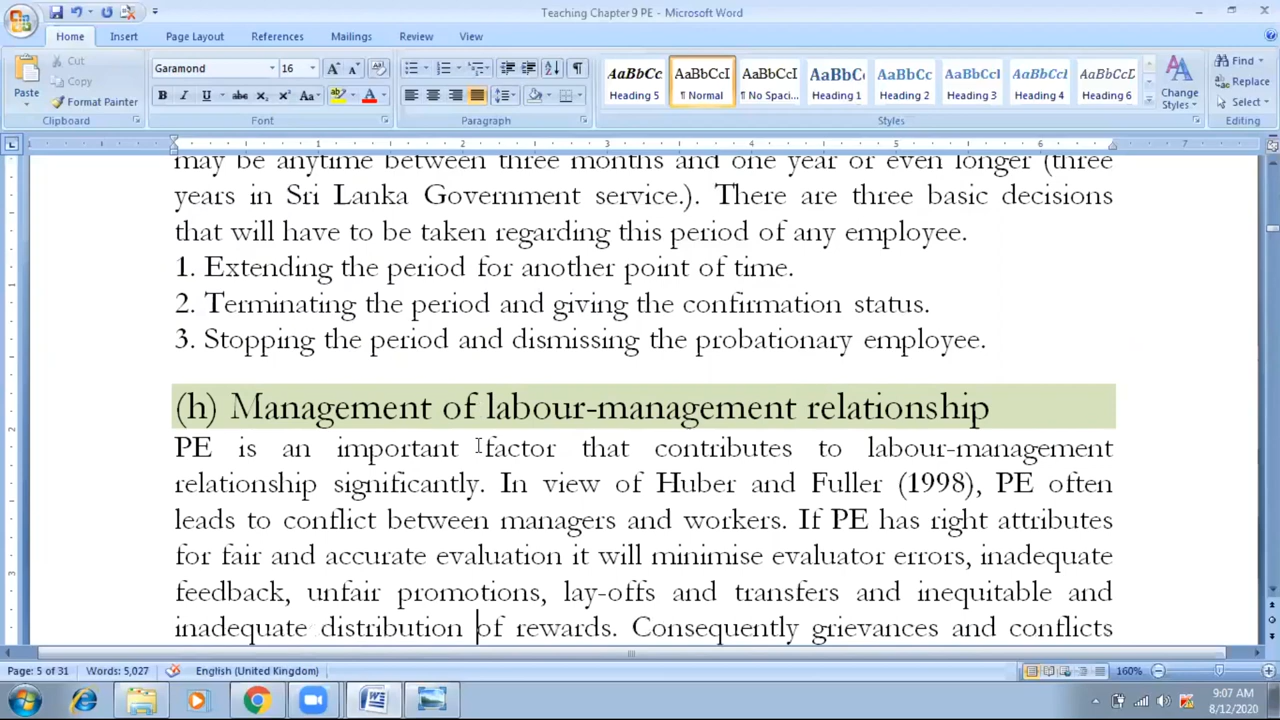 Teaching Chapter 9 PE - Microsoft Word
Home Insert Page Layout References Mailings Review View
Paste
Cut
Copy
Format Painter
Clipboard
Garamond 16
Font
Paragraph
AaBbCc Heading 5
AaBbCcI ¶ Normal
AaBbCcI ¶ No Spaci...
AaBbC Heading 1
AaBbCc Heading 2
AaBbCcI Heading 3
AaBbCcI Heading 4
AaBbCcD Heading 6
Change Styles
Styles
Find
Replace
Select
Editing
may be anytime between three months and one year or even longer (three
years in Sri Lanka Government service.). There are three basic decisions
that will have to be taken regarding this period of any employee.
1. Extending the period for another point of time.
2. Terminating the period and giving the confirmation status.
3. Stopping the period and dismissing the probationary employee.
(h) Management of labour-management relationship
PE is an important factor that contributes to labour-management
relationship significantly. In view of Huber and Fuller (1998), PE often
leads to conflict between managers and workers. If PE has right attributes
for fair and accurate evaluation it will minimise evaluator errors, inadequate
feedback, unfair promotions, lay-offs and transfers and inequitable and
inadequate distribution of rewards. Consequently grievances and conflicts
Page: 5 of 31 Words: 5,027 English (United Kingdom) 160%
9:07 AM
8/12/2020